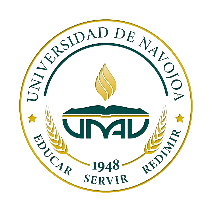 UNIVERSIDAD DE NAVOJOA
UNAV
1948
EDUCAR SERVIR REDIMIR